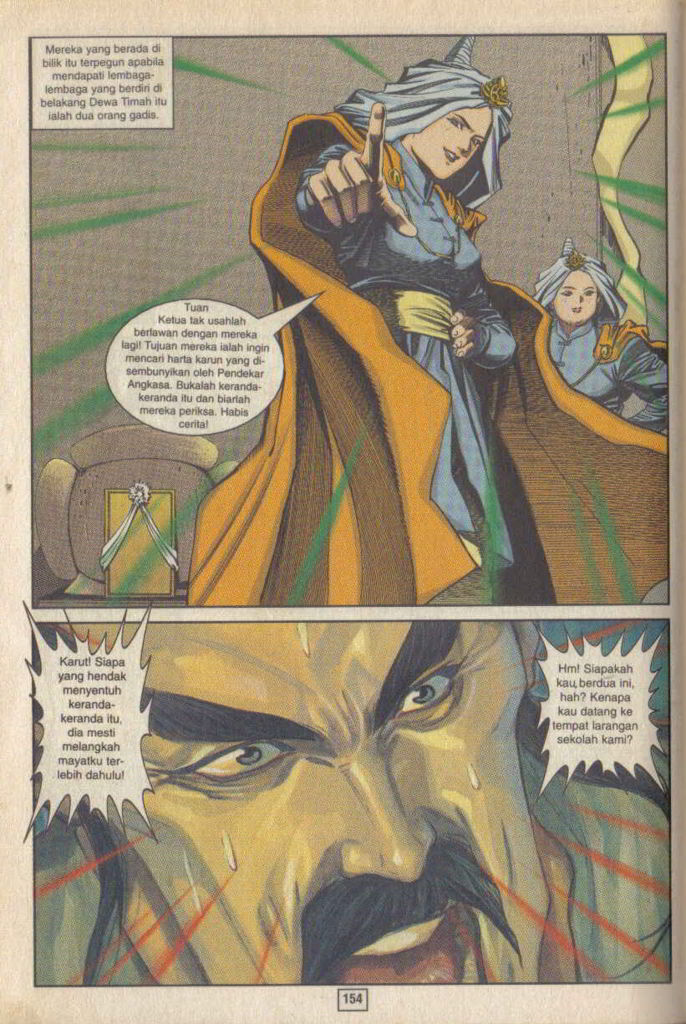 Mereka yang berada di
bilik itu terpegun apabila
mendapati lembaga-
lembaga yang berdiri di
belakang Dewa Timah itu
ialah dua orang gadis.
Tuan
Ketua tak usahlah
berlawan dengan mereka
lagi! Tujuan mereka ialah ingin
mencari harta karun yang di-
sembunyikan oleh Pendekar
Angkasa. Bukalah keranda-
keranda itu dan biarlah
mereka periksa. Habis
cerita!
Karut! Siapa
yang hendak
menyentuh
keranda-
keranda itu,
dia mesti
melangkah
mayatku ter-
lebih dahulu!
Hm! Siapakah
kau berdua ini,
hah? Kenapa
kau datang ke
tempat larangan
sekolah kami?
154